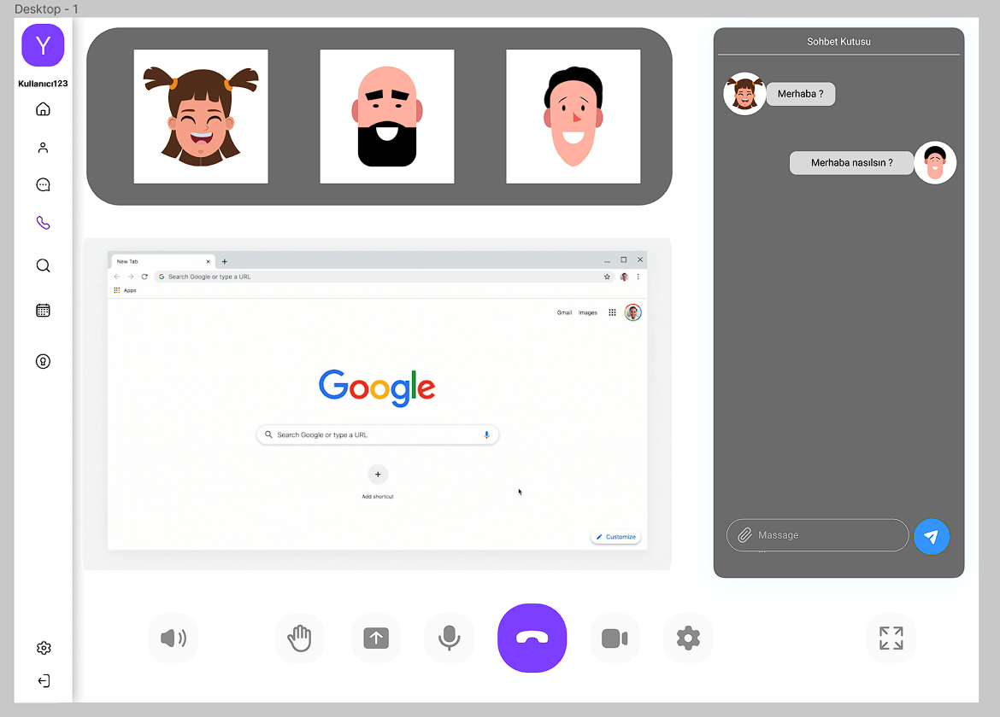 Desktop - 1
Y
Kullanıcı123
Sohbet Kutusu
Merhaba ?
Merhaba nasılsın ?
New Tab
Search Google or type a URL
Apps
Gmail Images
Google
Search Google or type a URL
Add shortcut
Customize
Massage
...